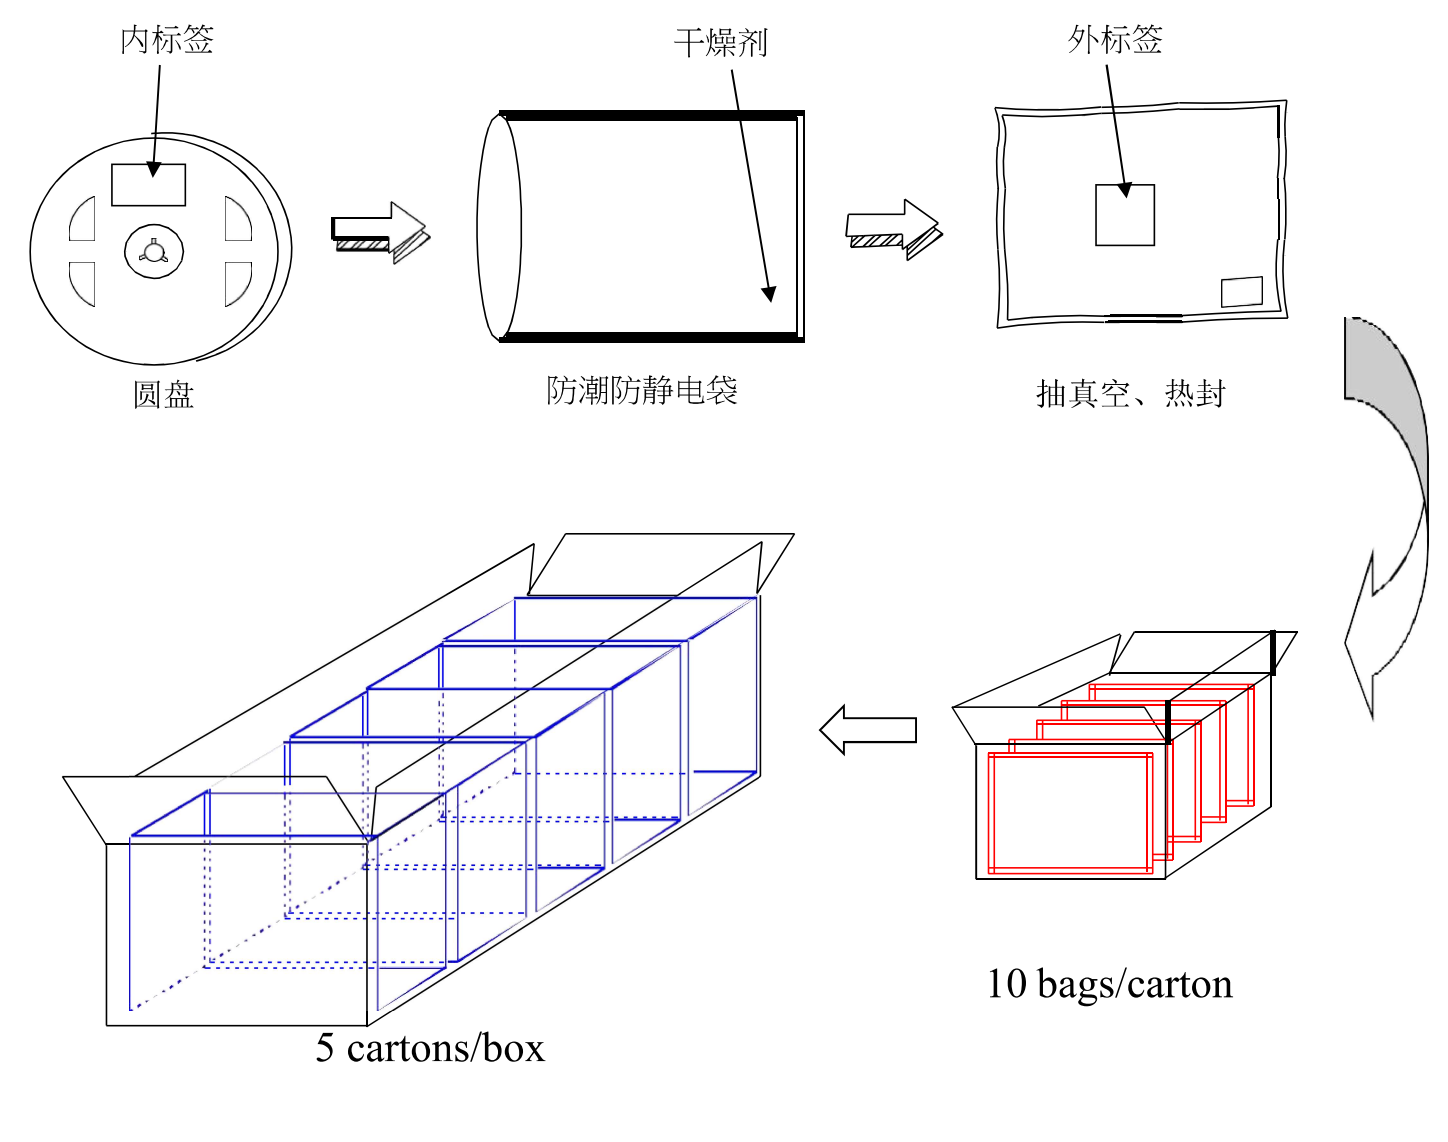 内标签
干燥剂
外标签
圆盘
防潮防静电袋
抽真空、热封
10 bags/carton
5 cartons/box